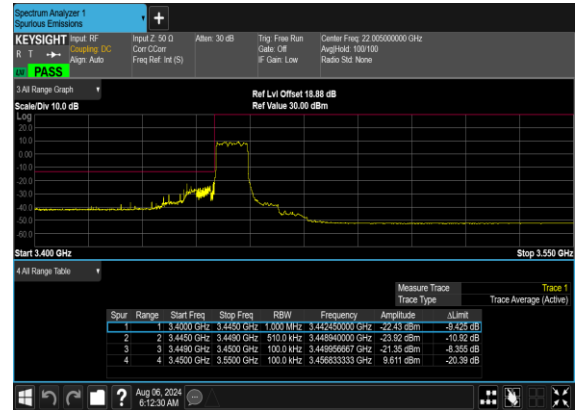 Spectrum Analyzer 1
Spurious Emissions
KEYSIGHT Input: RF Input Z: 50 Ω Atten: 30 dB Trig: Free Run Center Freq: 22.005000000 GHz
R T Coupling: DC Corr CCorr Gate: Off Avg|Hold: 100/100
Align: Auto Freq Ref: Int (S) IF Gain: Low Radio Std: None
PASS
3 All Range Graph
Ref Lvl Offset 18.88 dB
Scale/Div 10.0 dB Ref Value 30.00 dBm
Log
20.0
10.0
0.00
-10.0
-20.0
-30.0
-40.0
-50.0
-60.0
Start 3.400 GHz Stop 3.550 GHz
4 All Range Table
Measure Trace Trace 1
Trace Type Trace Average (Active)
Spur Range Start Freq Stop Freq RBW Frequency Amplitude ΔLimit
1 1 3.4000 GHz 3.4450 GHz 1.000 MHz 3.442450000 GHz -22.43 dBm -9.425 dB
2 2 3.4450 GHz 3.4490 GHz 510.0 kHz 3.448940000 GHz -23.92 dBm -10.92 dB
3 3 3.4490 GHz 3.4500 GHz 100.0 kHz 3.449956667 GHz -21.35 dBm -8.355 dB
4 4 3.4500 GHz 3.5500 GHz 100.0 kHz 3.456833333 GHz 9.611 dBm -20.39 dB
? Aug 06, 2024
6:12:30 AM